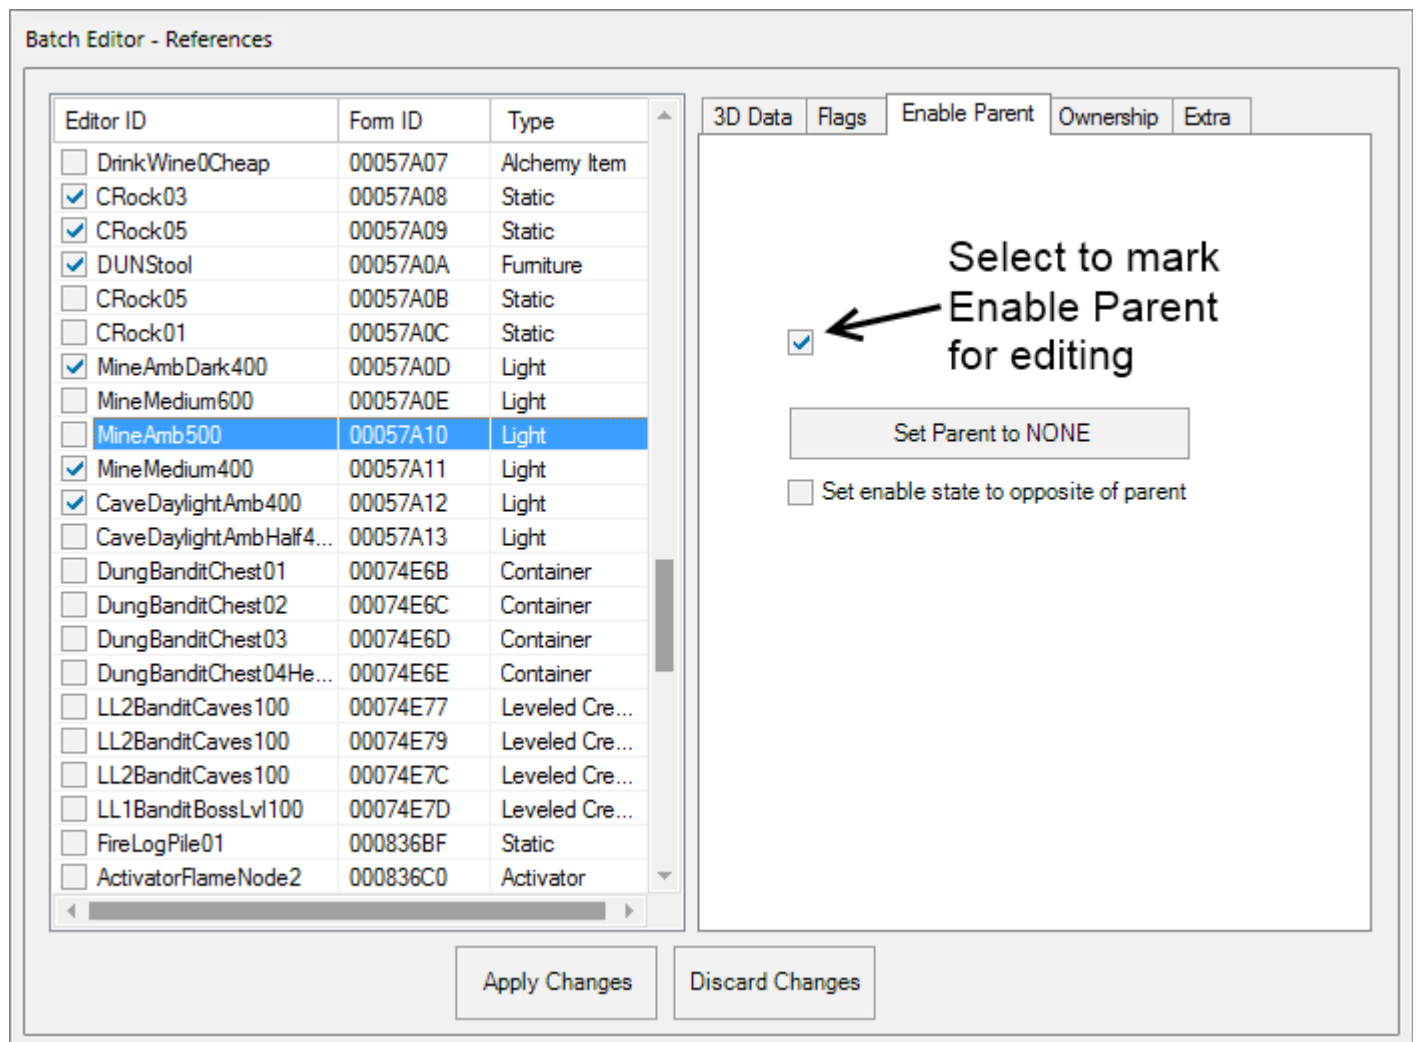 Batch Editor - References
Editor ID Form ID Type
DrinkWine0Cheap 00057A07 Alchemy Item
CRock03 00057A08 Static
CRock05 00057A09 Static
DUNStool 00057A0A Furniture
CRock05 00057A0B Static
CRock01 00057A0C Static
MineAmbDark400 00057A0D Light
MineMedium600 00057A0E Light
MineAmb500 00057A10 Light
MineMedium400 00057A11 Light
CaveDaylightAmb400 00057A12 Light
CaveDaylightAmbHalf4... 00057A13 Light
DungBanditChest01 00074E6B Container
DungBanditChest02 00074E6C Container
DungBanditChest03 00074E6D Container
DungBanditChest04He... 00074E6E Container
LL2BanditCaves100 00074E77 Leveled Cre...
LL2BanditCaves100 00074E79 Leveled Cre...
LL2BanditCaves100 00074E7C Leveled Cre...
LL1BanditBossLvl100 00074E7D Leveled Cre...
FireLogPile01 000836BF Static
ActivatorFlameNode2 000836C0 Activator
3D Data Flags Enable Parent Ownership Extra
Select to mark
Enable Parent
for editing
Set Parent to NONE
Set enable state to opposite of parent
Apply Changes Discard Changes